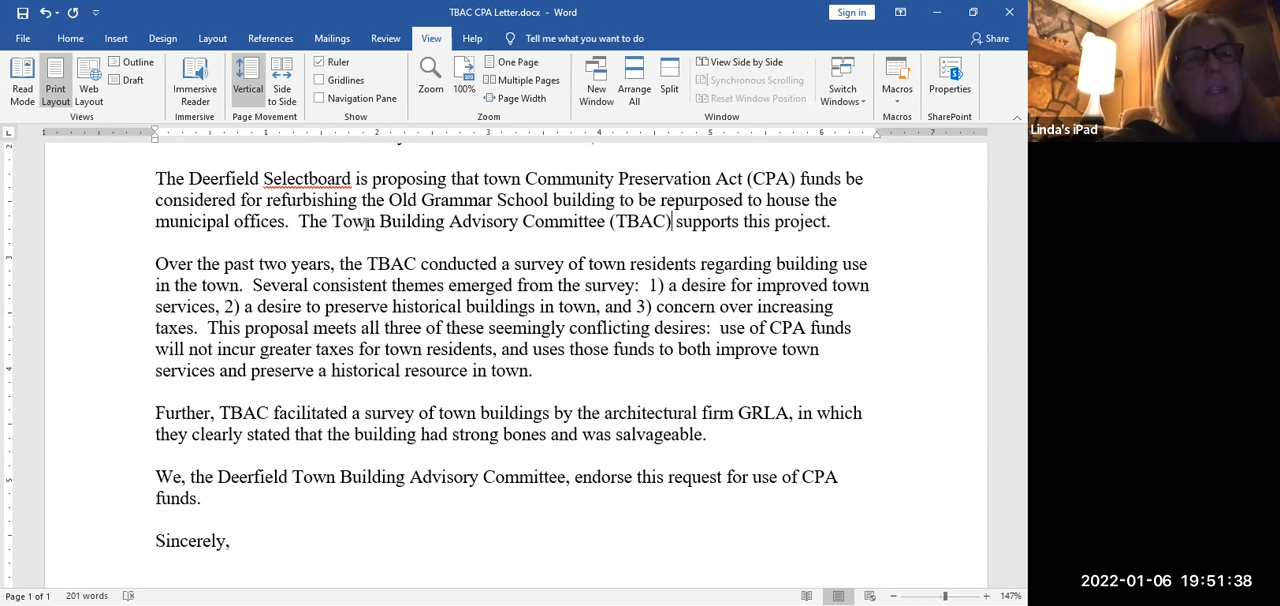 TBAC CPA Letter.docx - Word
Sign in
File Home Insert Design Layout References Mailings Review View Help Tell me what you want to do Share
Read Mode
Print Layout
Web Layout
Outline
Draft
Views
Immersive Reader
Immersive
Vertical
Side to Side
Page Movement
Ruler
Gridlines
Navigation Pane
Show
Zoom
100%
One Page
Multiple Pages
Page Width
Zoom
New Window
Arrange All
Split
View Side by Side
Synchronous Scrolling
Reset Window Position
Switch Windows
Window
Macros
Macros
Properties
SharePoint
Linda's iPad
1 1 2 3 4 5 6 7
The Deerfield Selectboard is proposing that town Community Preservation Act (CPA) funds be
considered for refurbishing the Old Grammar School building to be repurposed to house the
municipal offices. The Town Building Advisory Committee (TBAC) supports this project.
Over the past two years, the TBAC conducted a survey of town residents regarding building use
in the town. Several consistent themes emerged from the survey: 1) a desire for improved town
services, 2) a desire to preserve historical buildings in town, and 3) concern over increasing
taxes. This proposal meets all three of these seemingly conflicting desires: use of CPA funds
will not incur greater taxes for town residents, and uses those funds to both improve town
services and preserve a historical resource in town.
Further, TBAC facilitated a survey of town buildings by the architectural firm GRLA, in which
they clearly stated that the building had strong bones and was salvageable.
We, the Deerfield Town Building Advisory Committee, endorse this request for use of CPA
funds.
Sincerely,
2022-01-06 19:51:38
Page 1 of 1 201 words 147%